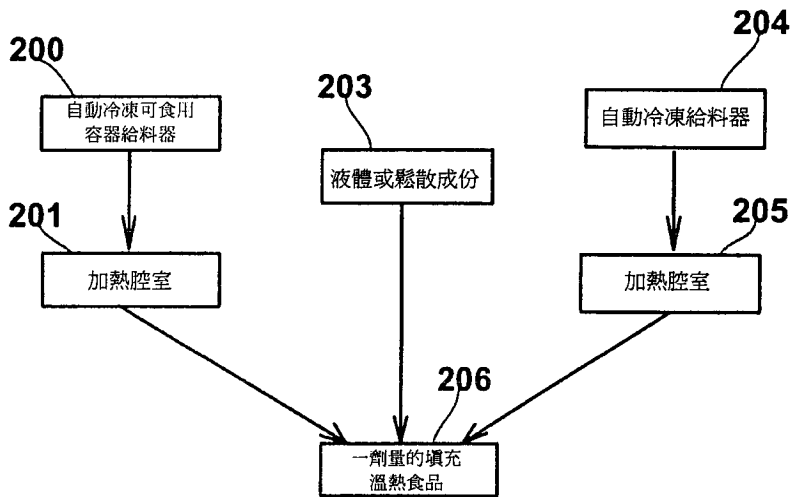 200
自動冷凍可食用
容器給料器
203
液體或鬆散成份
204
自動冷凍給料器
201
加熱腔室
205
加熱腔室
206
一劑量的填充
溫熱食品